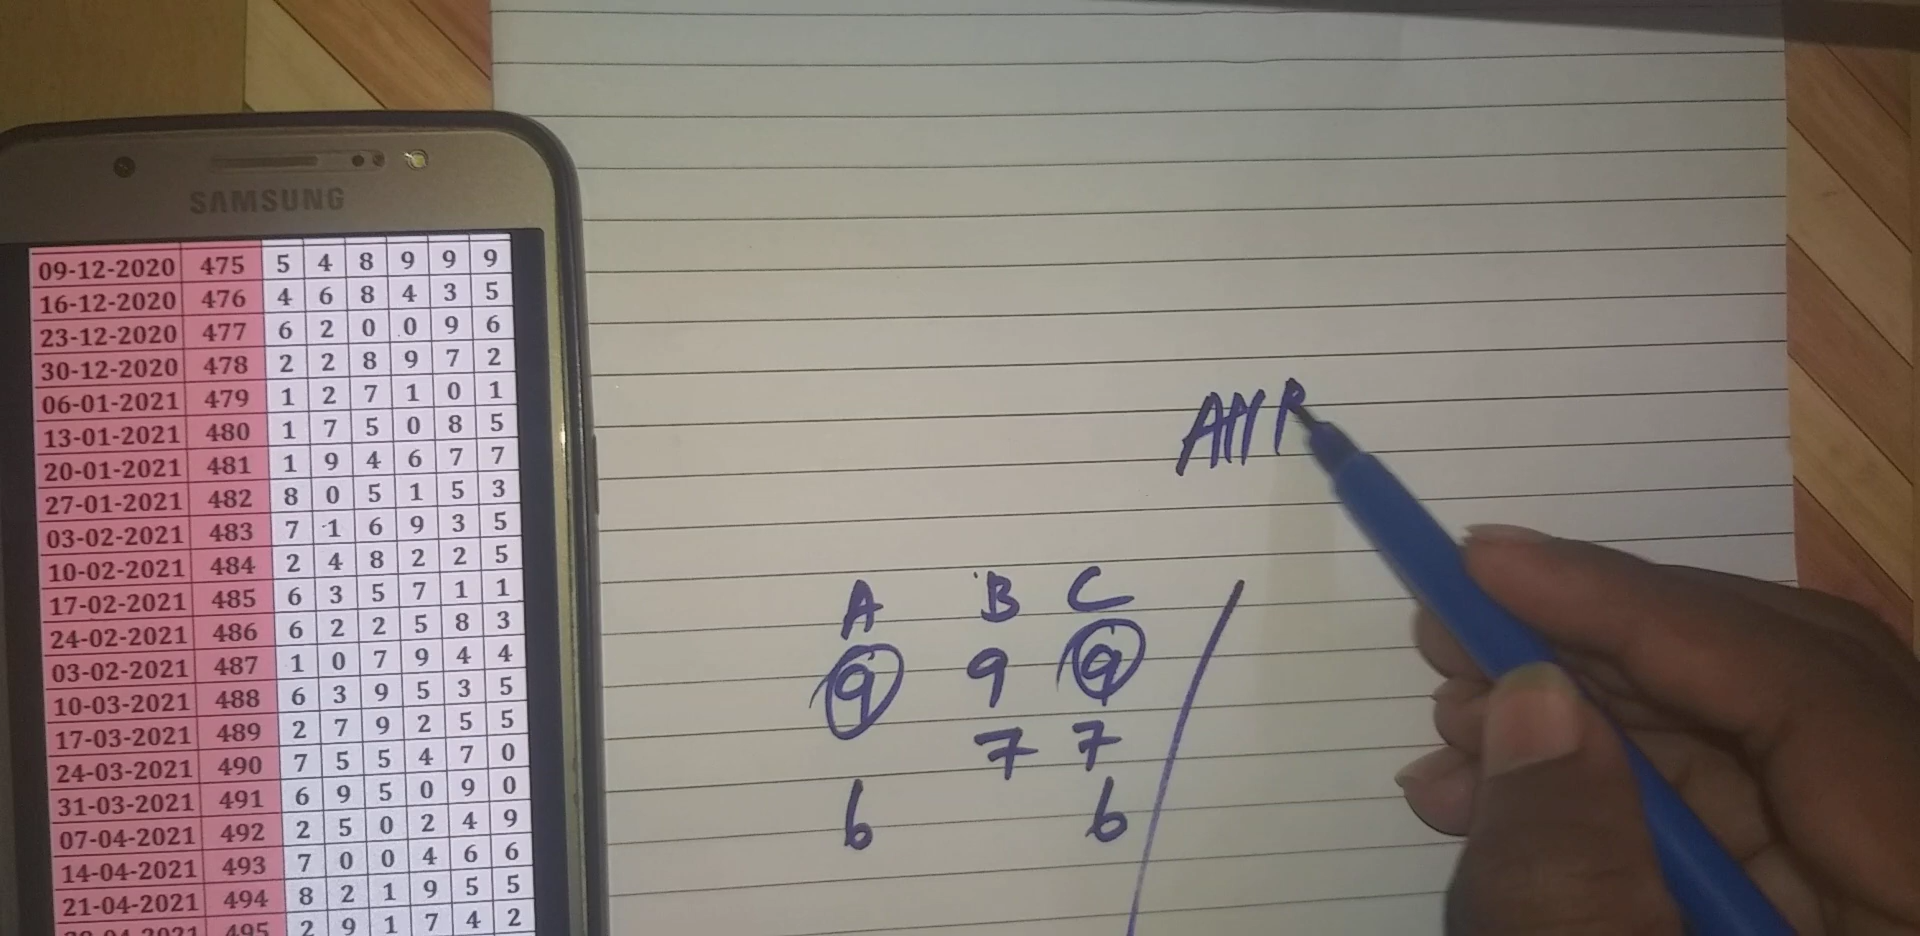 SAMSUNG
09-12-2020 475 5 4 8 9 9 9
16-12-2020 476 4 6 8 4 3 5
23-12-2020 477 6 2 0 0 9 6
30-12-2020 478 2 2 8 9 7 2
06-01-2021 479 1 2 7 1 0 1
13-01-2021 480 1 7 5 0 8 5
20-01-2021 481 1 9 4 6 7 7
27-01-2021 482 8 0 5 1 5 3
03-02-2021 483 7 1 6 9 3 5
10-02-2021 484 2 4 8 2 2 5
17-02-2021 485 6 3 5 7 1 1
24-02-2021 486 6 2 2 5 8 3
03-02-2021 487 1 0 7 9 4 4
10-03-2021 488 6 3 9 5 3 5
17-03-2021 489 2 7 9 2 5 5
24-03-2021 490 7 5 5 4 7 0
31-03-2021 491 6 9 5 0 9 0
07-04-2021 492 2 5 0 2 4 9
14-04-2021 493 7 0 0 4 6 6
21-04-2021 494 8 2 1 9 5 5
495 2 9 1 7 4 2
A B C
9 9 9
7 7
6 6